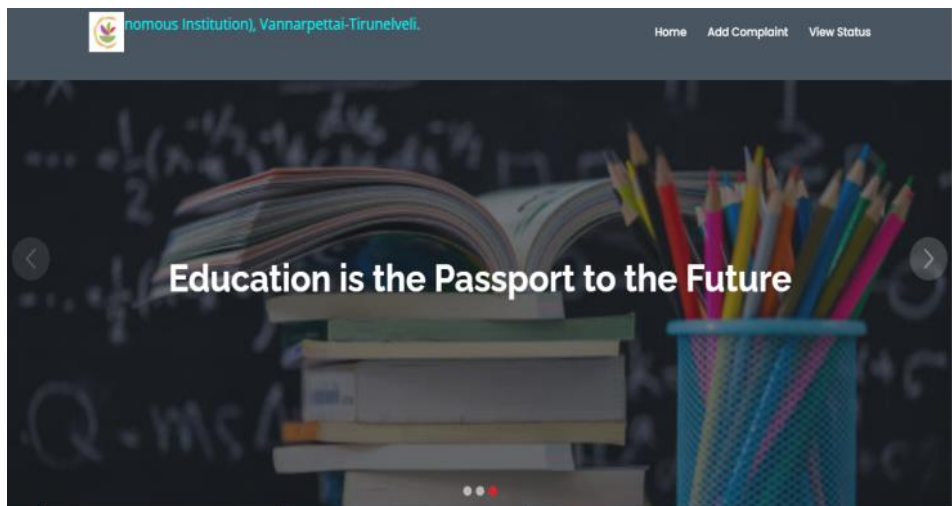 nomous Institution), Vannarpettai-Tirunelveli.
Home Add Complaint View Status
Education is the Passport to the Future